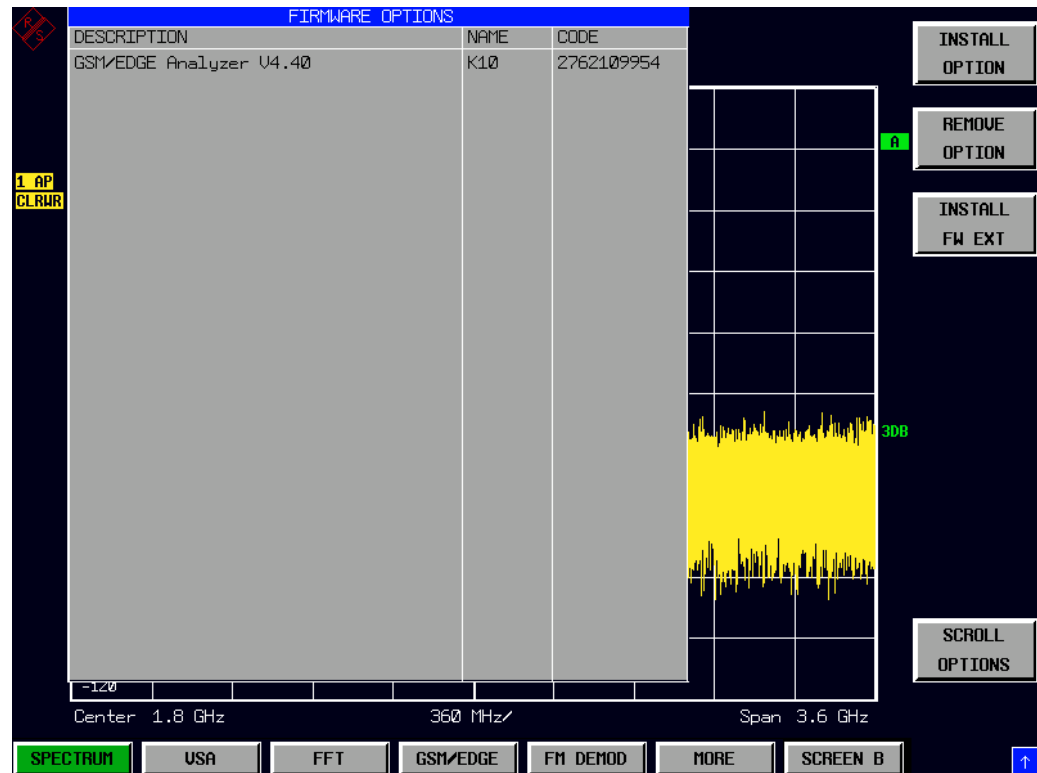 FIRMWARE OPTIONS
R
S
DESCRIPTION NAME CODE
GSM/EDGE Analyzer V4.40 K10 2762109954
INSTALL
OPTION
REMOVE
OPTION
A
1 AP
CLRWR
INSTALL
FW EXT
3DB
SCROLL
OPTIONS
-120
Center 1.8 GHz 360 MHz/ Span 3.6 GHz
SPECTRUM VSA FFT GSM/EDGE FM DEMOD MORE SCREEN B ↑